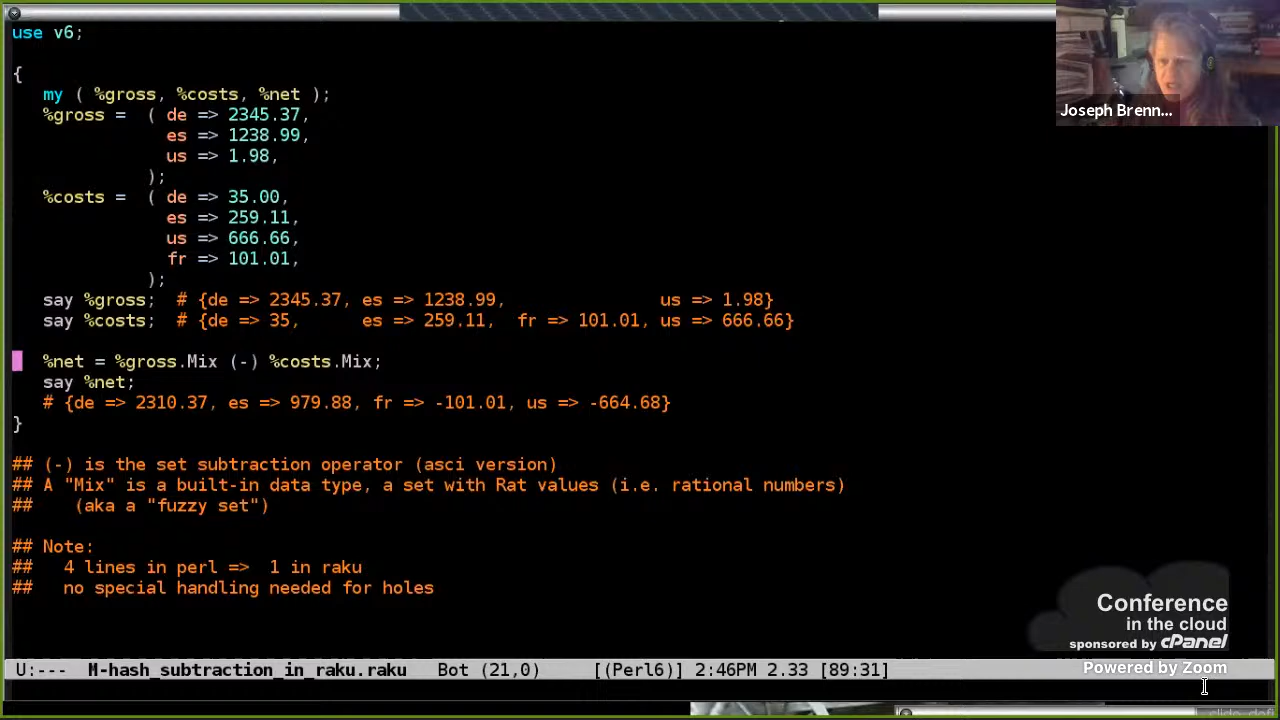 use v6;
{
my ( %gross, %costs, %net );
%gross = ( de => 2345.37,
es => 1238.99,
us => 1.98,
);
%costs = ( de => 35.00,
es => 259.11,
us => 666.66,
fr => 101.01,
);
say %gross; # {de => 2345.37, es => 1238.99, us => 1.98}
say %costs; # {de => 35, es => 259.11, fr => 101.01, us => 666.66}
%net = %gross.Mix (-) %costs.Mix;
say %net;
# {de => 2310.37, es => 979.88, fr => -101.01, us => -664.68}
}
## (-) is the set subtraction operator (asci version)
## A "Mix" is a built-in data type, a set with Rat values (i.e. rational numbers)
## (aka a "fuzzy set")
## Note:
## 4 lines in perl => 1 in raku
## no special handling needed for holes
U:--- M-hash_subtraction_in_raku.raku Bot (21,0) [(Perl6)] 2:46PM 2.33 [89:31]
Joseph Brenn...
Conference
in the cloud
sponsored by cPanel
Powered by Zoom